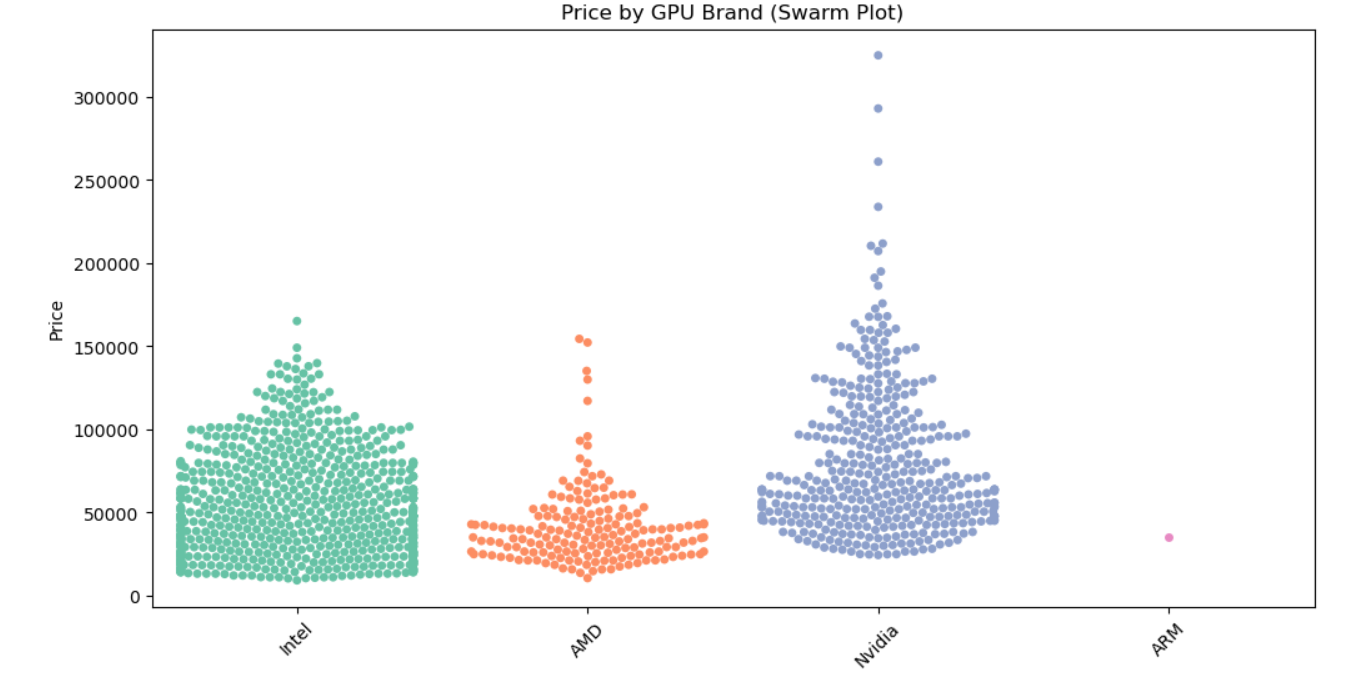 Price by GPU Brand (Swarm Plot)
300000
250000
200000
150000
100000
50000
0
Price
Intel
AMD
Nvidia
ARM